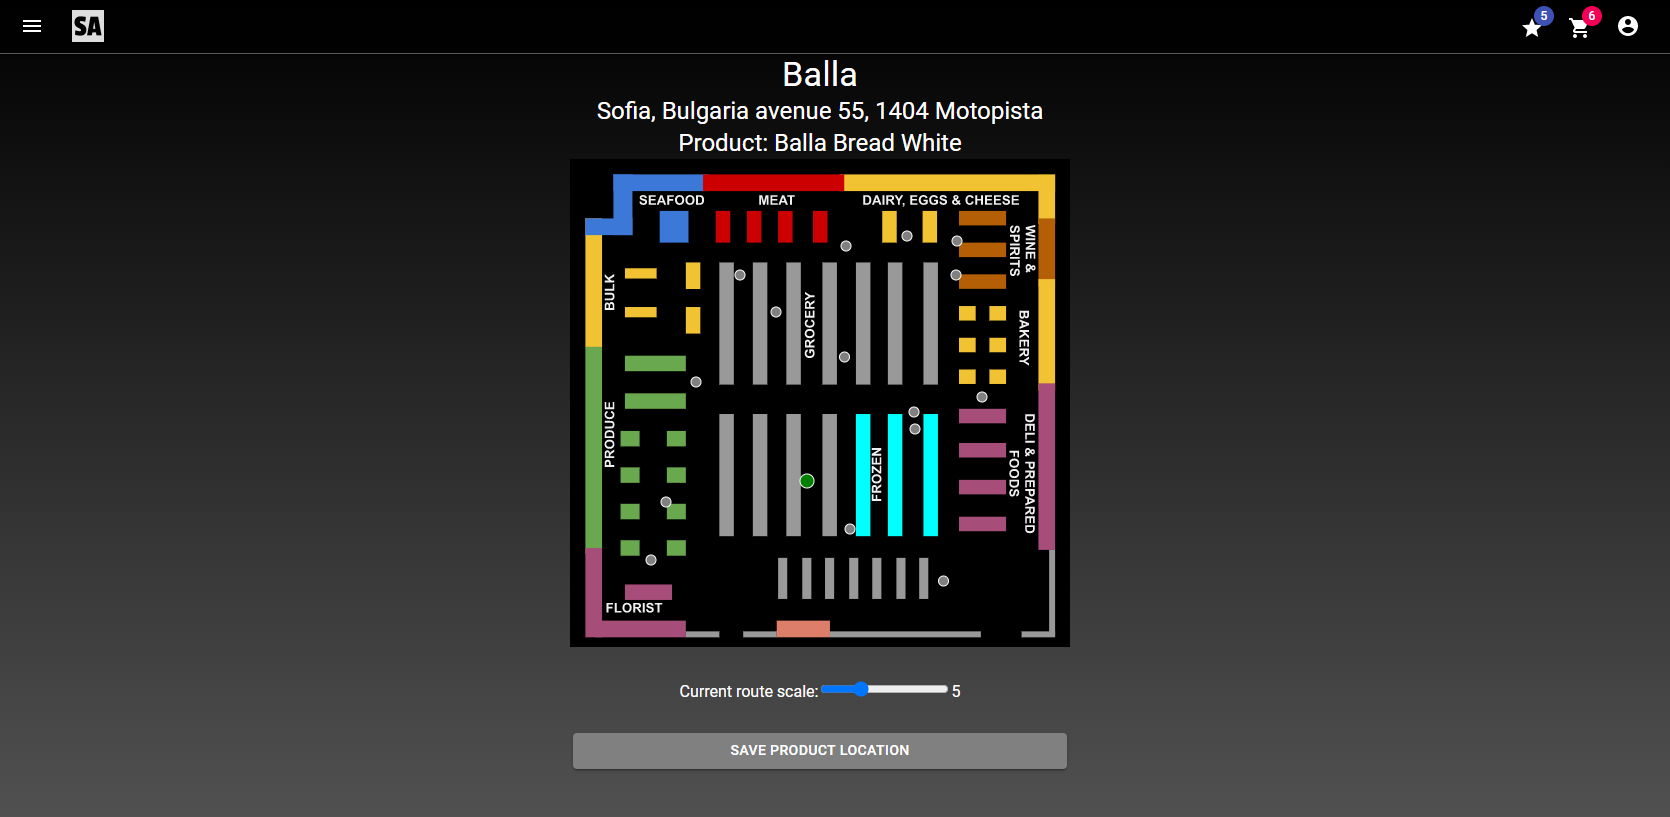 SA
5
6
Balla
Sofia, Bulgaria avenue 55, 1404 Motopista
Product: Balla Bread White
SEAFOOD
MEAT
DAIRY, EGGS & CHEESE
WINE &
SPIRITS
BULK
GROCERY
BAKERY
PRODUCE
FROZEN
DELI & PREPARED
FOODS
FLORIST
Current route scale: 5
SAVE PRODUCT LOCATION